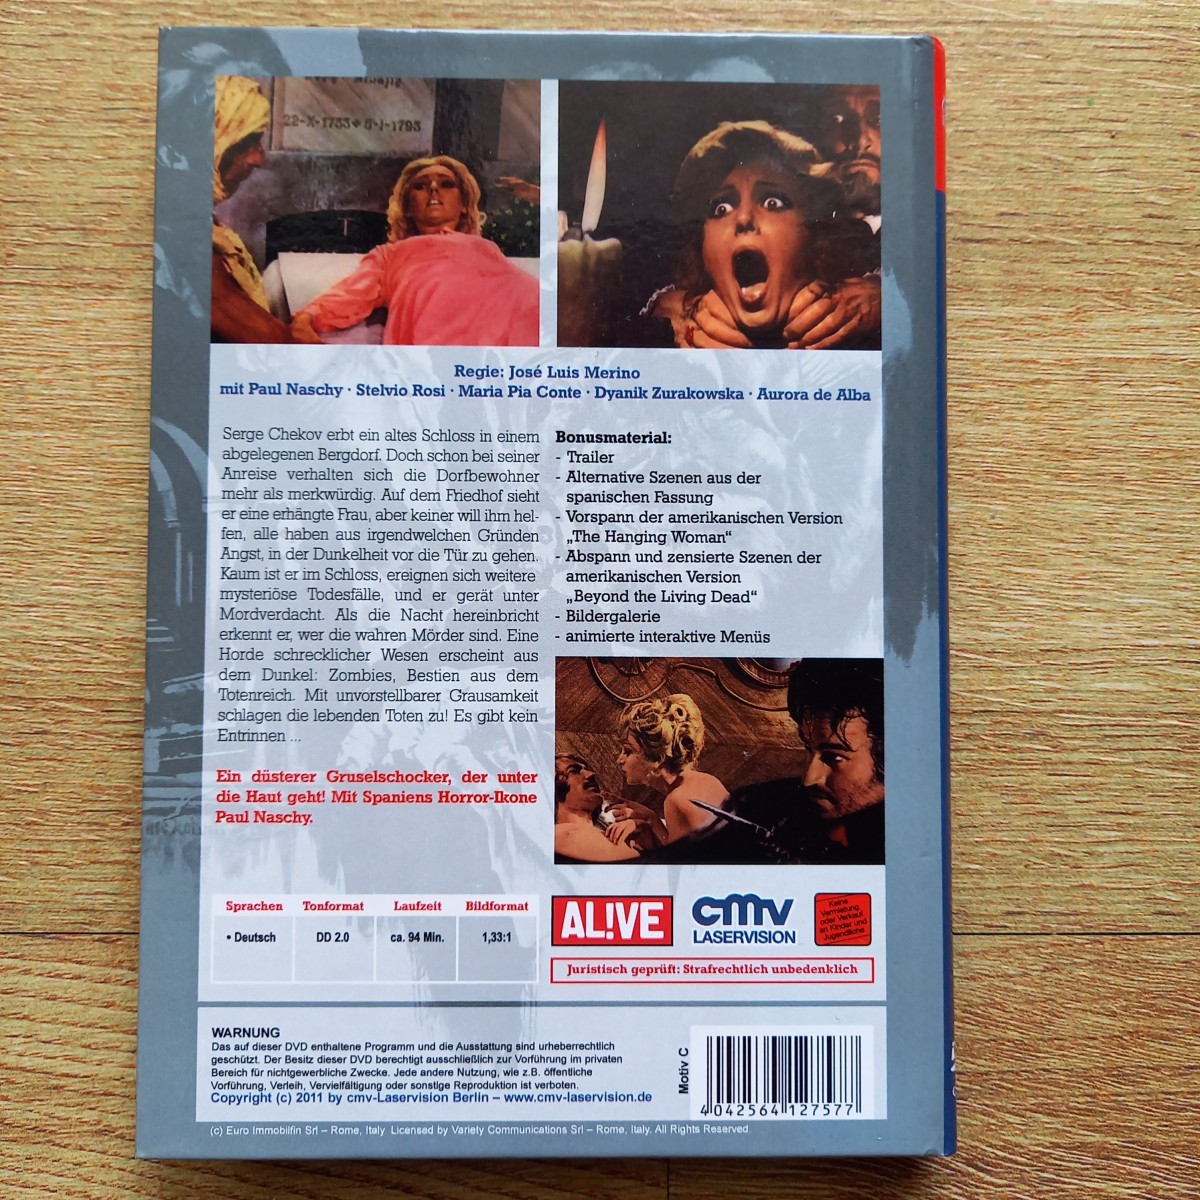 22-X-1733 + 8-I-1793
Regie: José Luis Merino
mit Paul Naschy · Stelvio Rosi · Maria Pia Conte · Dyanik Zurakowska · Aurora de Alba
Serge Chekov erbt ein altes Schloss in einem
abgelegenen Bergdorf. Doch schon bei seiner
Anreise verhalten sich die Dorfbewohner
mehr als merkwürdig. Auf dem Friedhof sieht
er eine erhängte Frau, aber keiner will ihm hel-
fen, alle haben aus irgendwelchen Gründen
Angst, in der Dunkelheit vor die Tür zu gehen.
Kaum ist er im Schloss, ereignen sich weitere
mysteriöse Todesfälle, und er gerät unter
Mordverdacht. Als die Nacht hereinbricht
erkennt er, wer die wahren Mörder sind. Eine
Horde schrecklicher Wesen erscheint aus
dem Dunkel: Zombies, Bestien aus dem
Totenreich. Mit unvorstellbarer Grausamkeit
schlagen die lebenden Toten zu! Es gibt kein
Entrinnen ...
Ein düsterer Gruselschocker, der unter
die Haut geht! Mit Spaniens Horror-Ikone
Paul Naschy.
Bonusmaterial:
- Trailer
- Alternative Szenen aus der
spanischen Fassung
- Vorspann der amerikanischen Version
„The Hanging Woman“
- Abspann und zensierte Szenen der
amerikanischen Version
„Beyond the Living Dead“
- Bildergalerie
- animierte interaktive Menüs
Sprachen Tonformat Laufzeit Bildformat
• Deutsch DD 2.0 ca. 94 Min. 1,33:1
AL!VE
cmv
LASERVISION
Keine
Vermietung
oder Verkauf
an Kinder und
Jugendliche
Juristisch geprüft: Strafrechtlich unbedenklich
WARNUNG
Das auf dieser DVD enthaltene Programm und die Ausstattung sind urheberrechtlich
geschützt. Der Besitz dieser DVD berechtigt ausschließlich zur Vorführung im privaten
Bereich für nichtgewerbliche Zwecke. Jede andere Nutzung, wie z.B. öffentliche
Vorführung, Verleih, Vervielfältigung oder sonstige Reproduktion ist verboten.
Copyright (c) 2011 by cmv-Laservision Berlin – www.cmv-laservision.de
Motiv C
4 042564 127577
(c) Euro Immobilfin Srl – Rome, Italy. Licensed by Variety Communications Srl – Rome, Italy. All Rights Reserved.